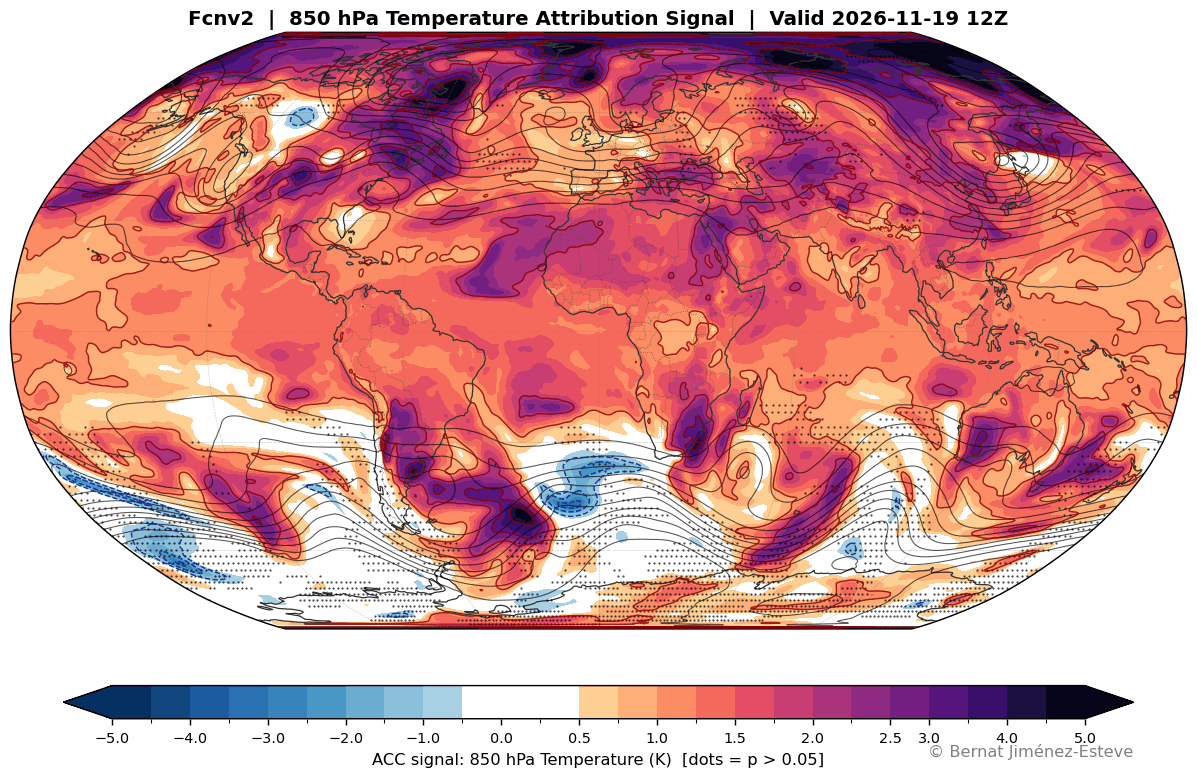 Fcnv2 | 850 hPa Temperature Attribution Signal | Valid 2026-11-19 12Z
−5.0 −4.0 −3.0 −2.0 −1.0 0.0 0.5 1.0 1.5 2.0 2.5 3.0 4.0 5.0
ACC signal: 850 hPa Temperature (K) [dots = p > 0.05]
© Bernat Jiménez-Esteve